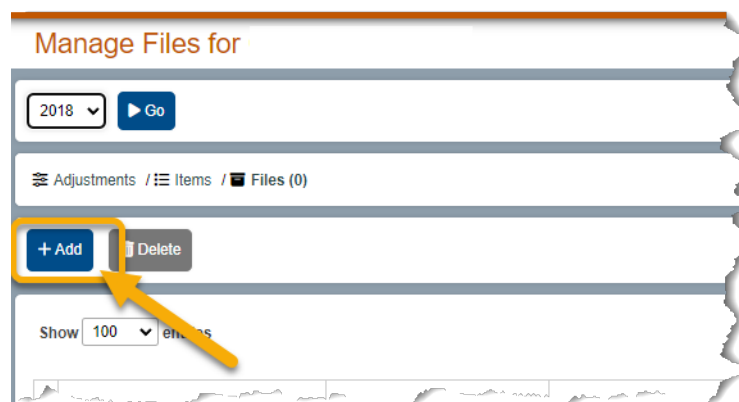 Manage Files for
2018 Go
Adjustments / Items / Files (0)
+ Add Delete
Show 100 entries